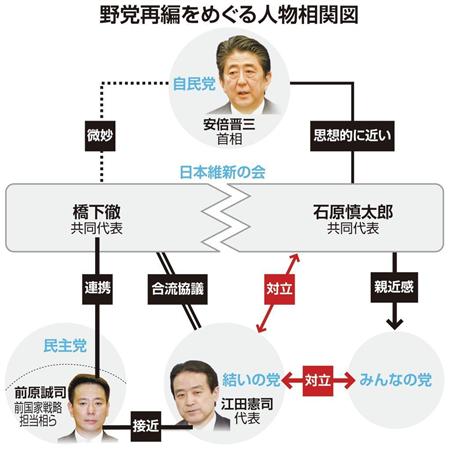 野党再編をめぐる人物相関図
自民党
安倍晋三
首相
微妙
思想的に近い
日本維新の会
橋下徹
共同代表
石原慎太郎
共同代表
連携
合流協議
対立
親近感
民主党
前原誠司
前国家戦略
担当相ら
接近
結いの党
江田憲司
代表
対立
みんなの党